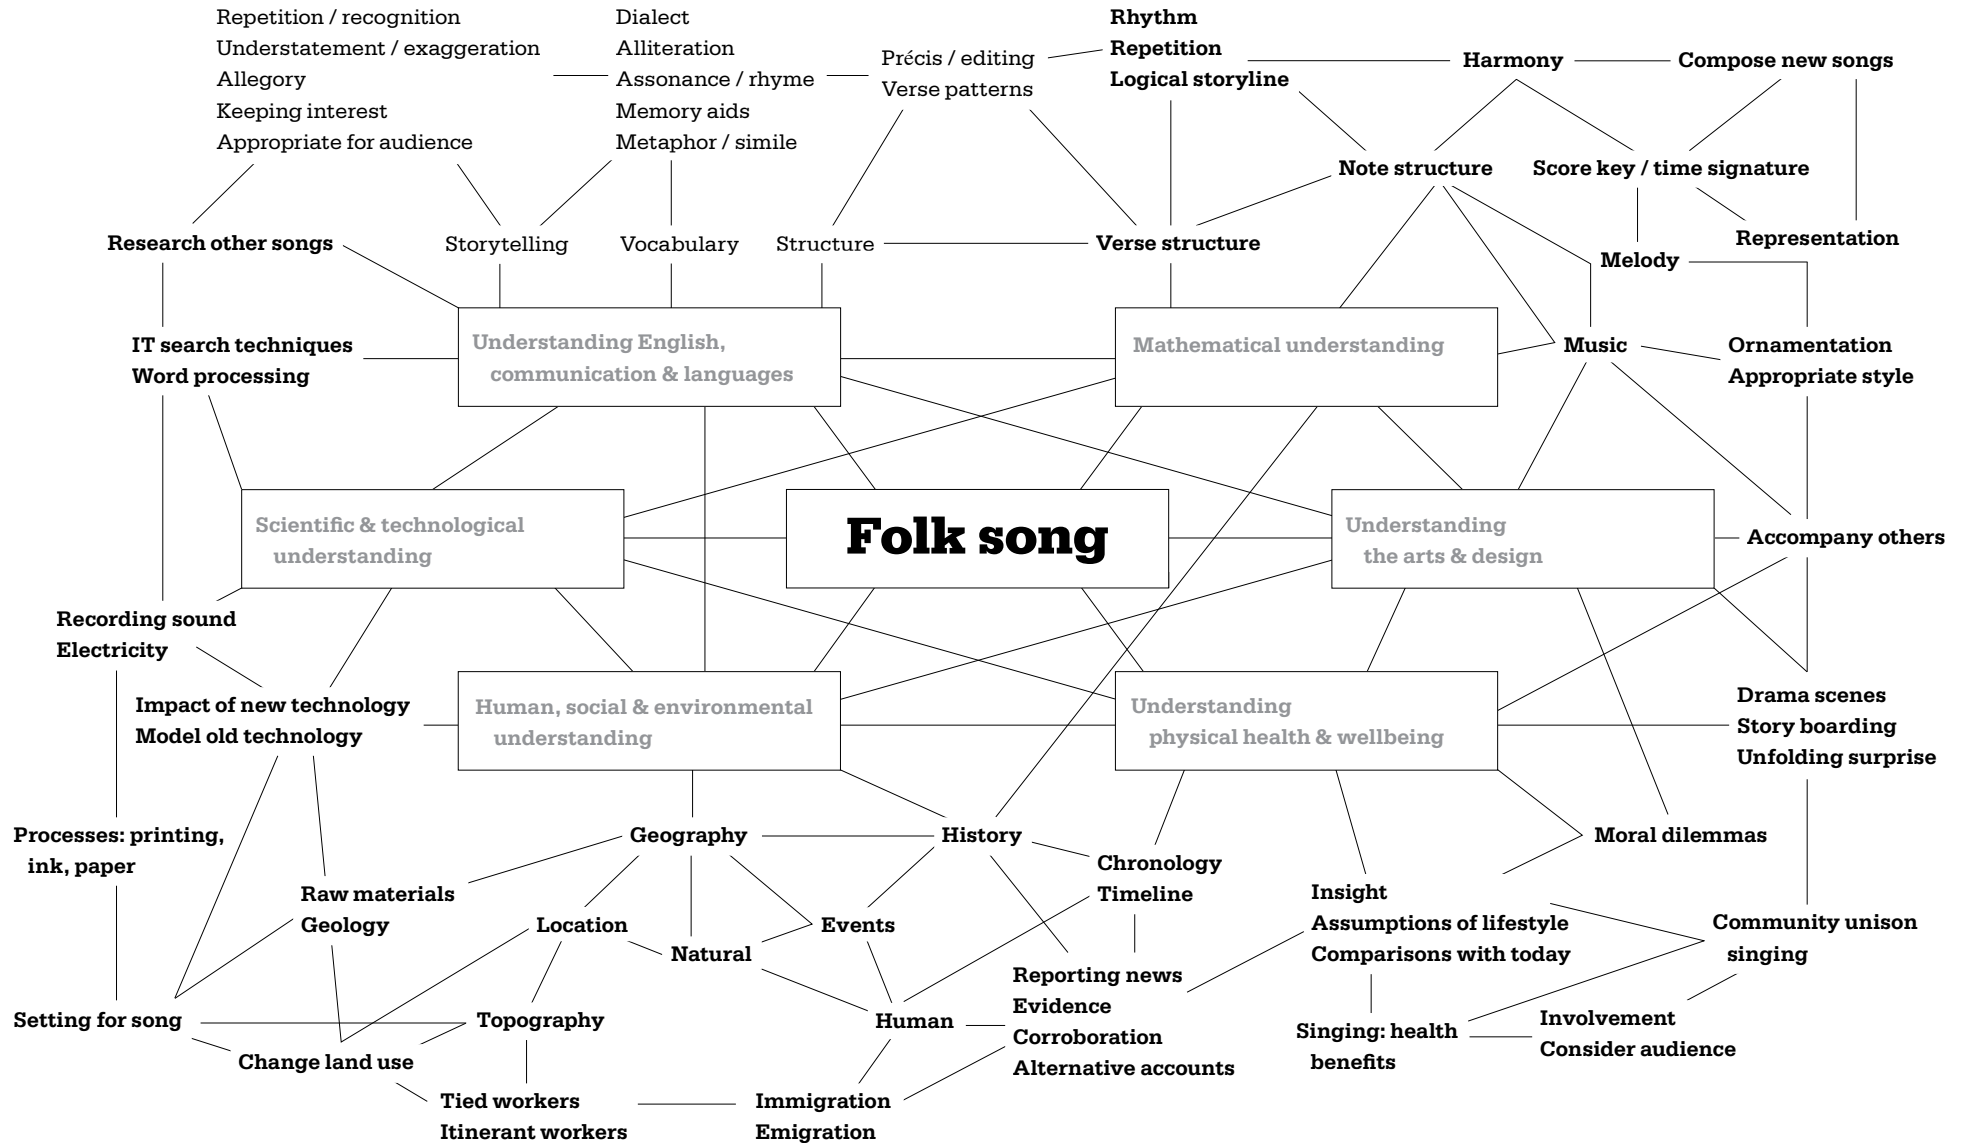 Repetition / recognition
Understatement / exaggeration
Allegory
Keeping interest
Appropriate for audience
Dialect
Alliteration
Assonance / rhyme
Memory aids
Metaphor / simile
Précis / editing
Verse patterns
Rhythm
Repetition
Logical storyline
Harmony
Compose new songs
Note structure
Score key / time signature
Research other songs
Storytelling
Vocabulary
Structure
Verse structure
Representation
Melody
IT search techniques
Word processing
Understanding English,
communication & languages
Mathematical understanding
Music
Ornamentation
Appropriate style
Scientific & technological
understanding
Folk song
Understanding
the arts & design
Accompany others
Recording sound
Electricity
Impact of new technology
Model old technology
Human, social & environmental
understanding
Understanding
physical health & wellbeing
Drama scenes
Story boarding
Unfolding surprise
Processes: printing,
ink, paper
Geography
History
Chronology
Timeline
Moral dilemmas
Raw materials
Geology
Location
Natural
Events
Insight
Assumptions of lifestyle
Comparisons with today
Community unison
singing
Reporting news
Evidence
Corroboration
Alternative accounts
Setting for song
Topography
Human
Singing: health
benefits
Involvement
Consider audience
Change land use
Tied workers
Itinerant workers
Immigration
Emigration